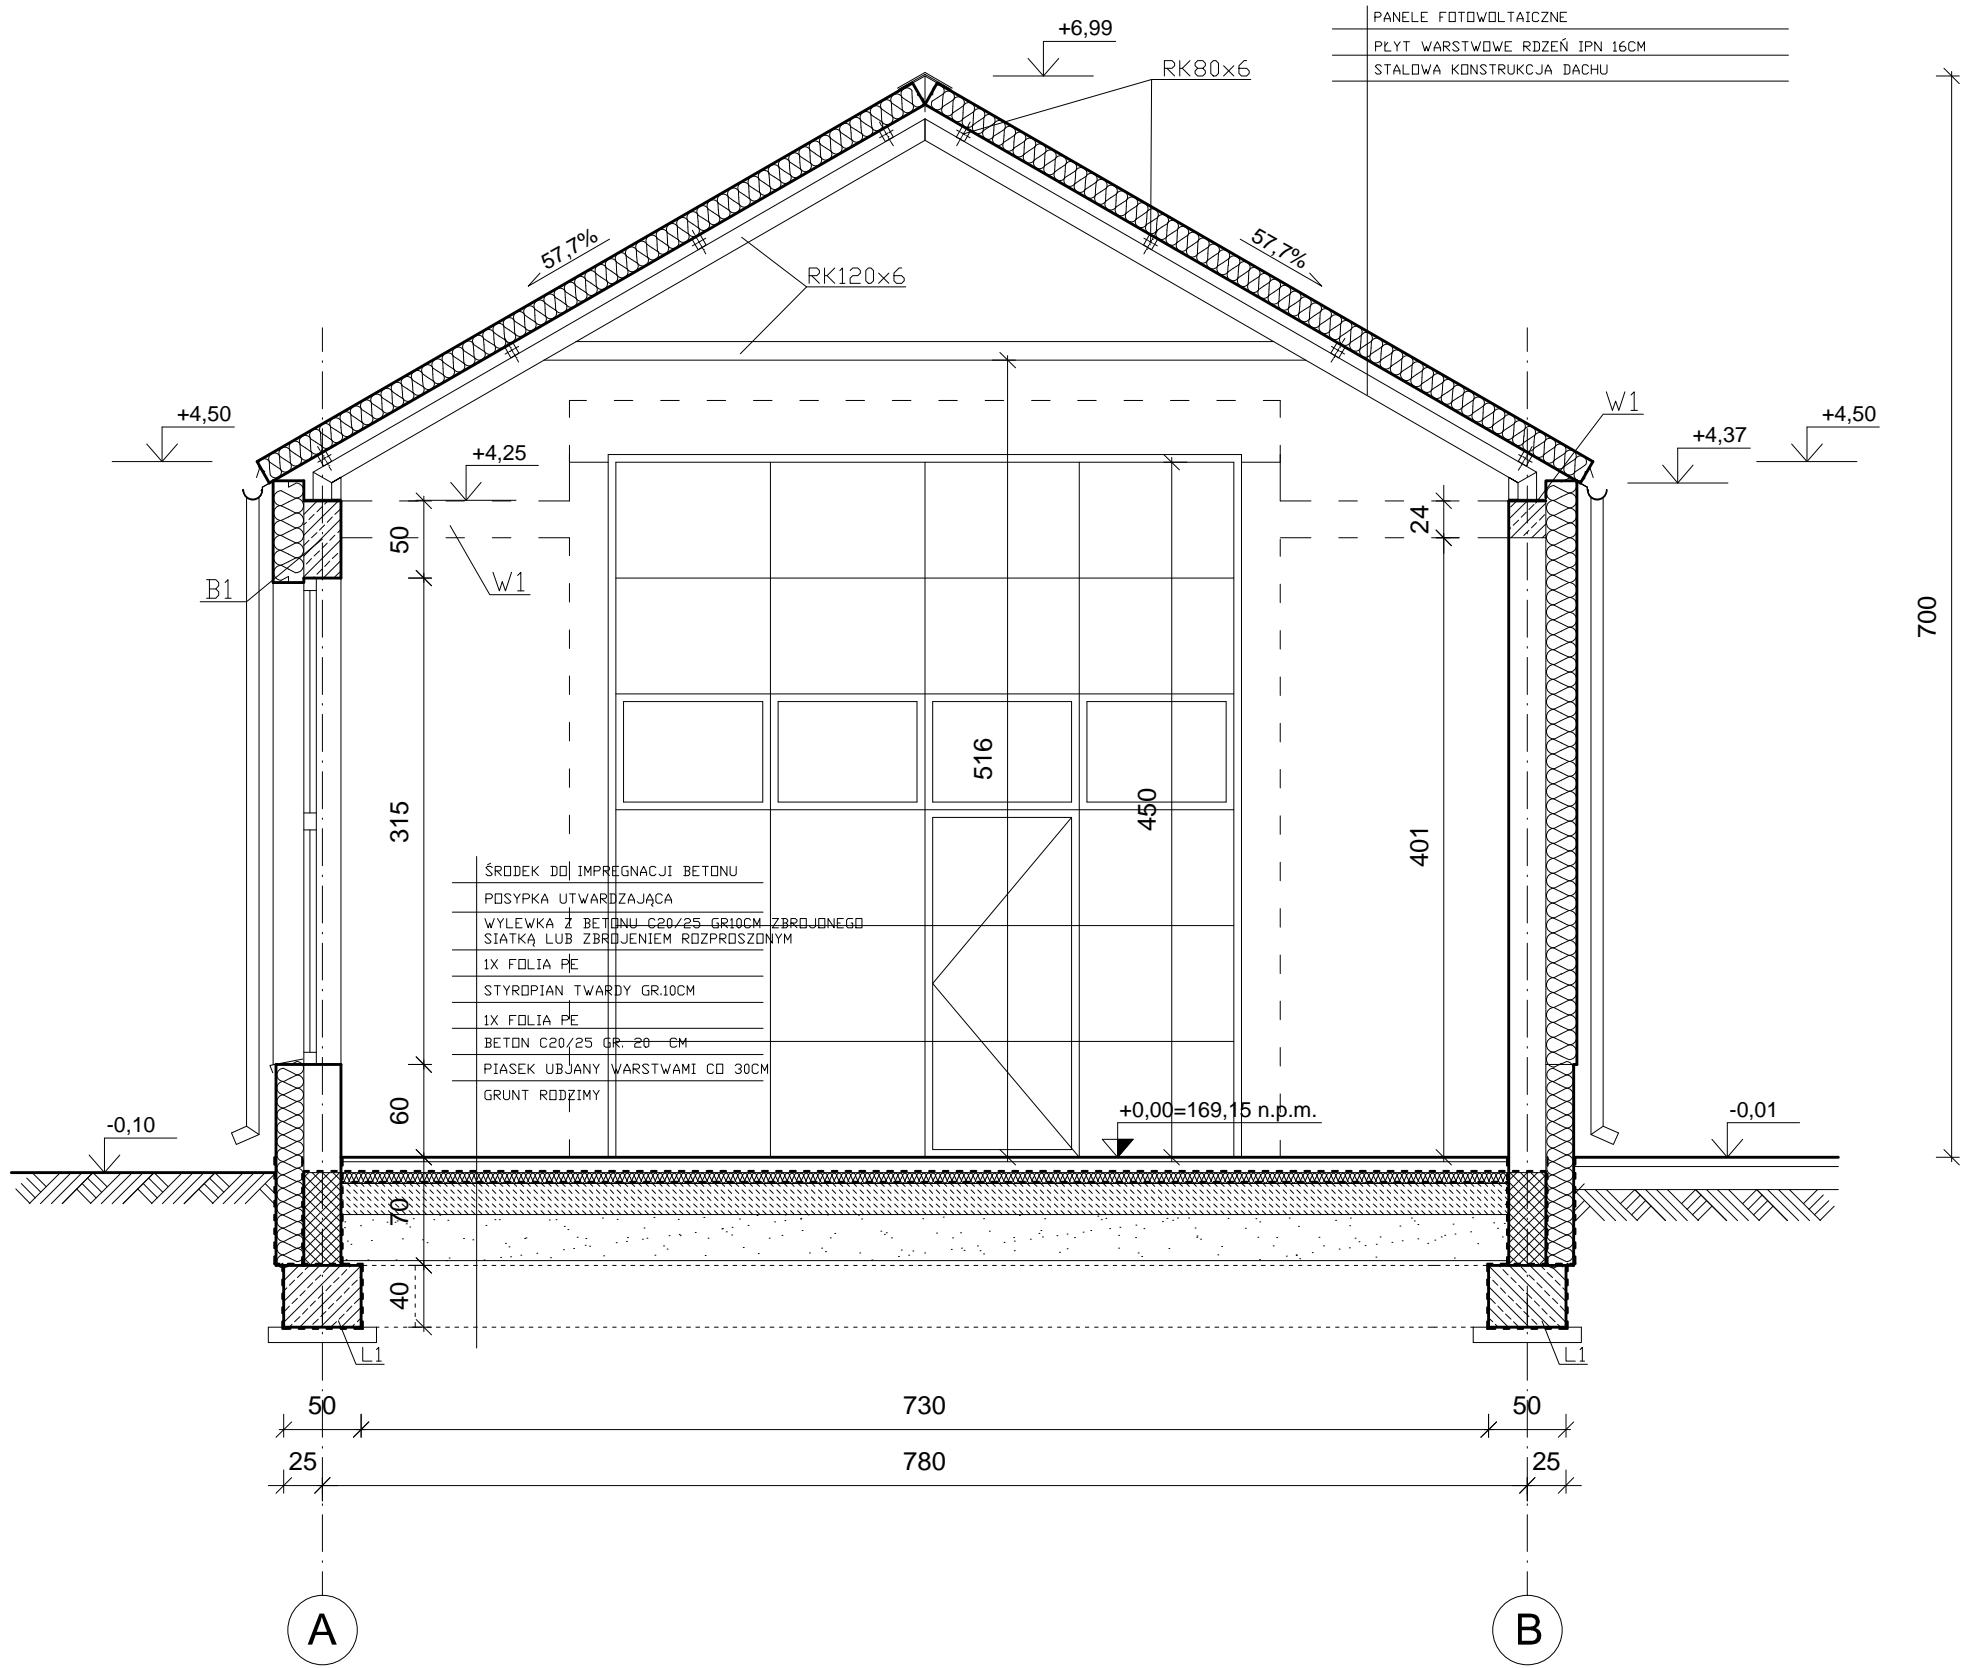 PANELE FOTOWOLTAICZNE
PŁYT WARSTWOWE RDZEŃ IPN 16CM
STALOWA KONSTRUKCJA DACHU
+6,99
RK80x6
57,7%
57,7%
RK120x6
+4,50
+4,25
W1
+4,37
+4,50
50
24
B1
W1
700
516
450
315
401
ŚRODEK DO IMPREGNACJI BETONU
POSYPKA UTWARDZAJĄCA
WYLEWKA Z BETONU C20/25 GR10CM ZBROJONEGO
SIATKĄ LUB ZBROJENIEM ROZPROSZONYM
1X FOLIA PE
STYROPIAN TWARDY GR.10CM
1X FOLIA PE
BETON C20/25 GR. 20 CM
PIASEK UBJANY WARSTWAMI CO 30CM
GRUNT RODZIMY
60
+0,00=169,15 n.p.m.
-0,10
-0,01
70
40
L1
L1
50
730
50
25
780
25
A
B